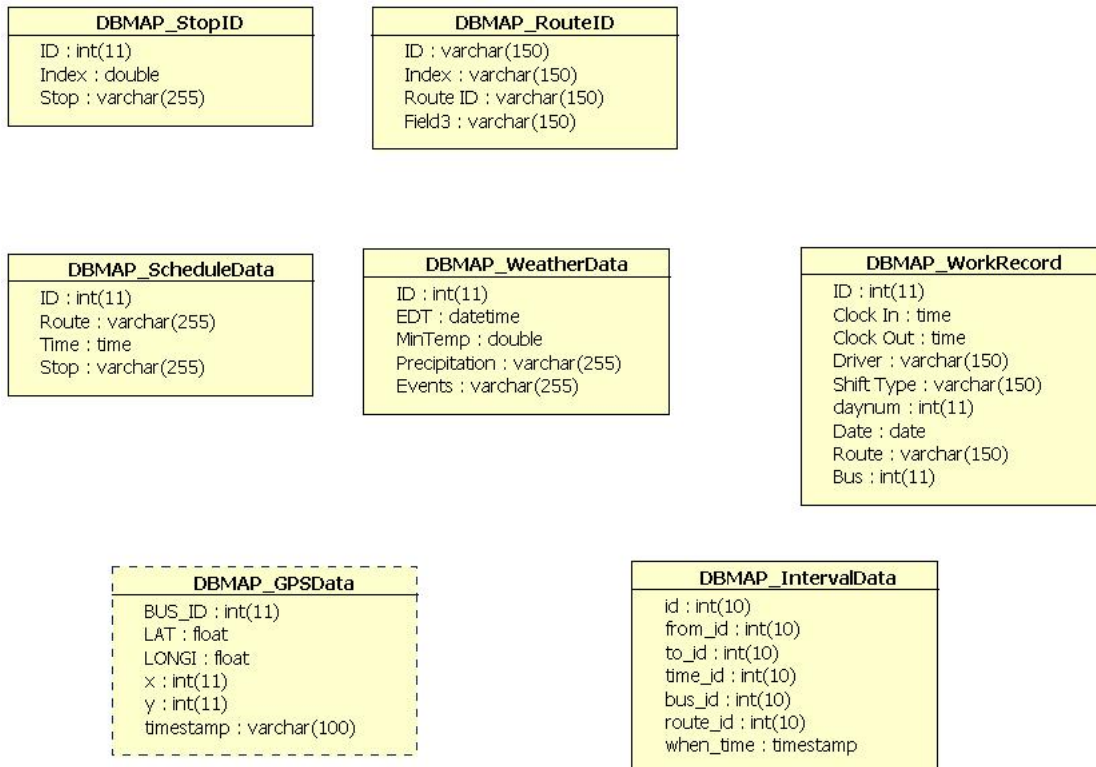 DBMAP_StopID
ID : int(11)
Index : double
Stop : varchar(255)
DBMAP_RouteID
ID : varchar(150)
Index : varchar(150)
Route ID : varchar(150)
Field3 : varchar(150)
DBMAP_ScheduleData
ID : int(11)
Route : varchar(255)
Time : time
Stop : varchar(255)
DBMAP_WeatherData
ID : int(11)
EDT : datetime
MinTemp : double
Precipitation : varchar(255)
Events : varchar(255)
DBMAP_WorkRecord
ID : int(11)
Clock In : time
Clock Out : time
Driver : varchar(150)
Shift Type : varchar(150)
daynum : int(11)
Date : date
Route : varchar(150)
Bus : int(11)
DBMAP_GPSData
BUS_ID : int(11)
LAT : float
LONGI : float
x : int(11)
y : int(11)
timestamp : varchar(100)
DBMAP_IntervalData
id : int(10)
from_id : int(10)
to_id : int(10)
time_id : int(10)
bus_id : int(10)
route_id : int(10)
when_time : timestamp